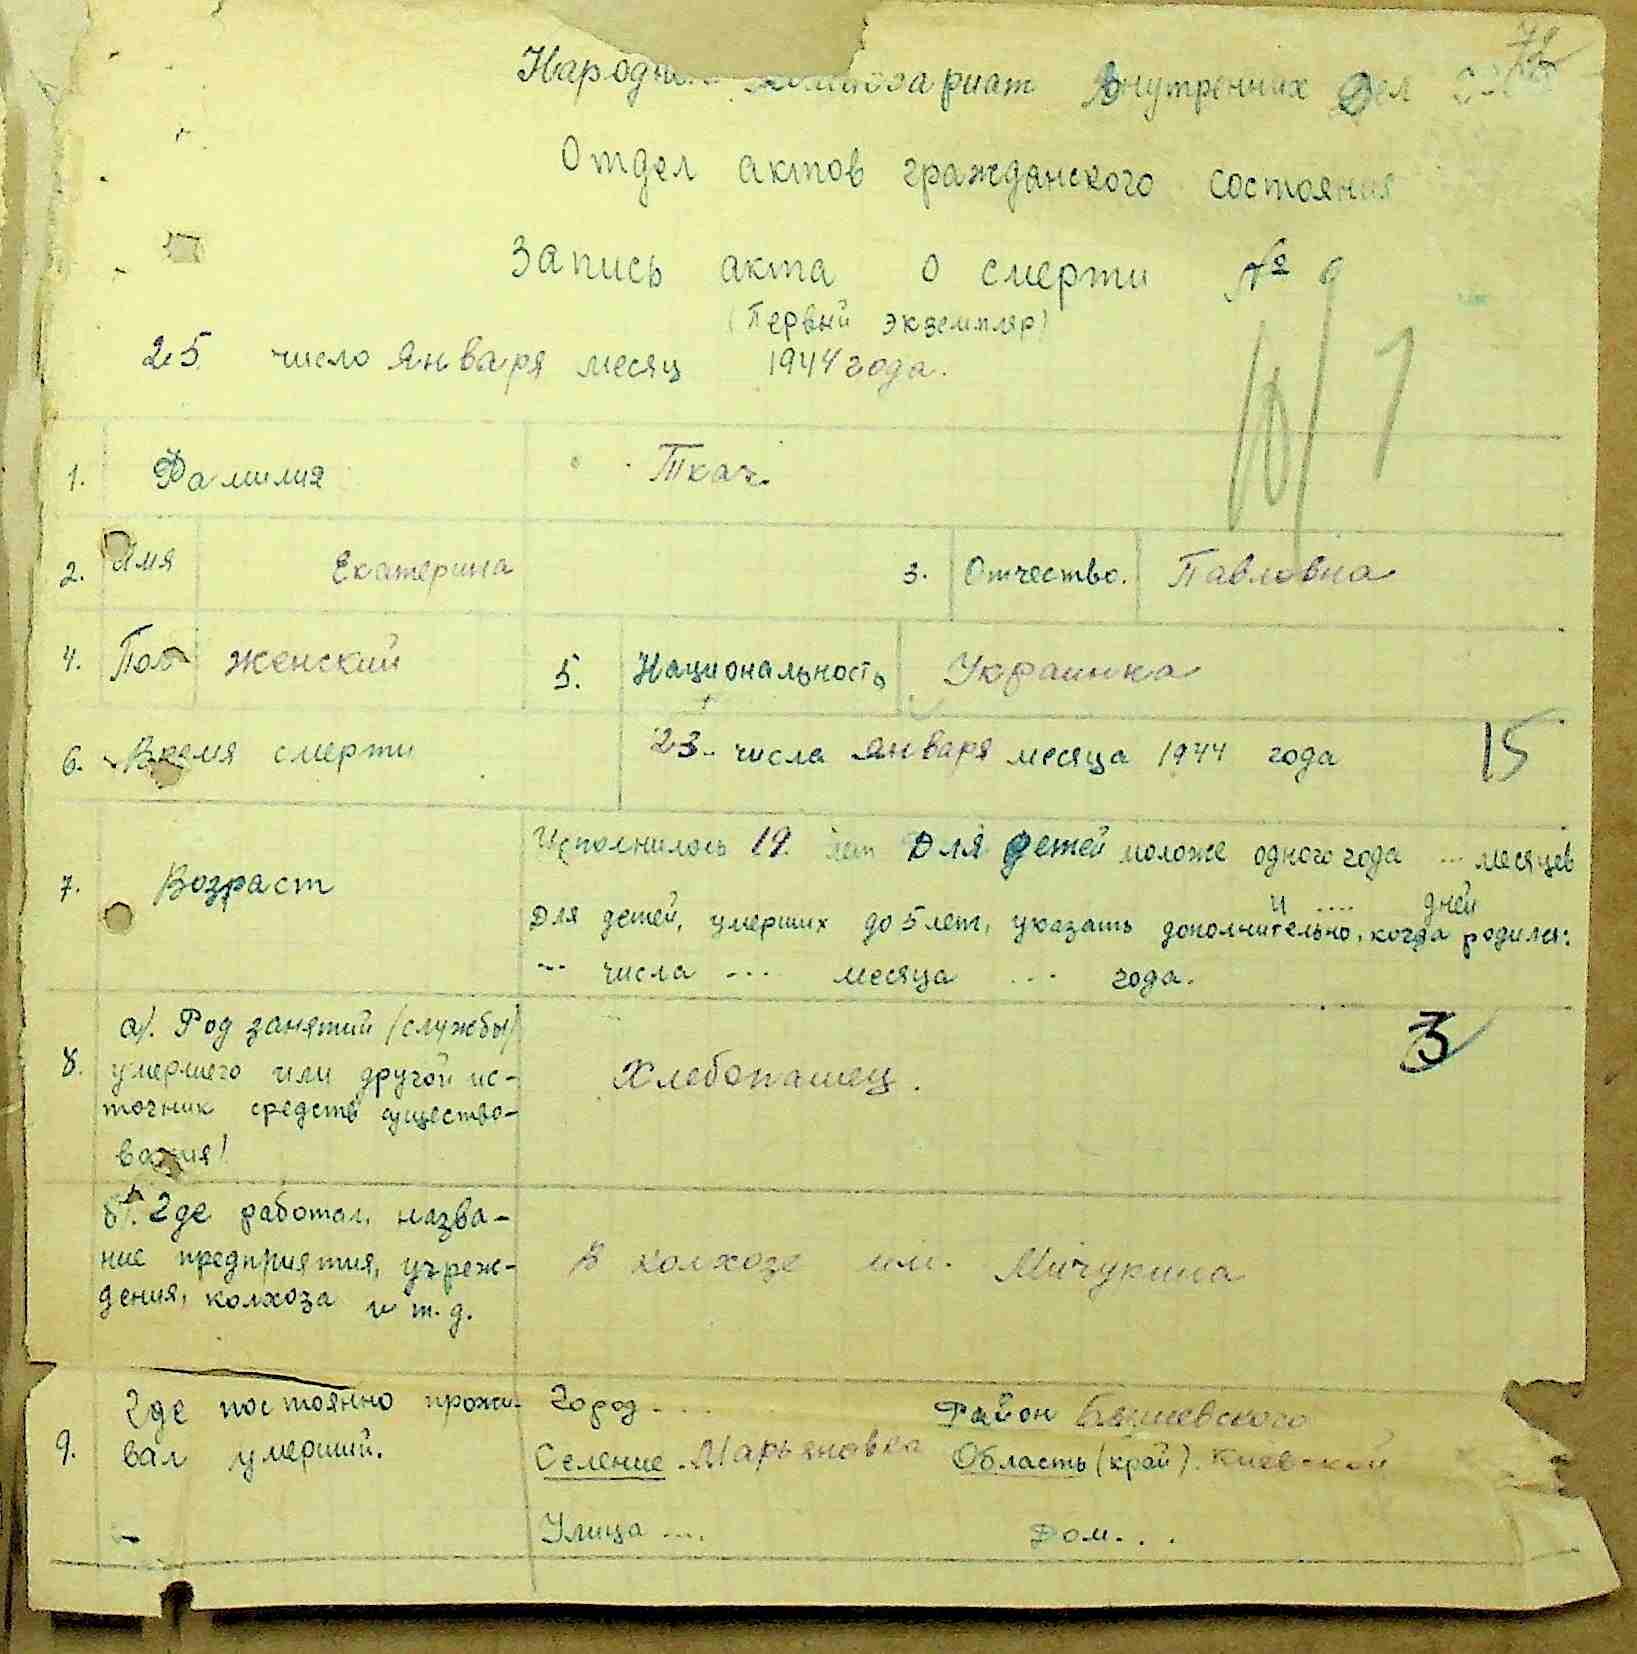 72
Народный комиссариат Внутренних Дел
Отдел актов гражданского состояния
Запись акта о смерти №
(Первый экземпляр)
25 число января месяц 1944 года.
1. Фамилия Ткач.
2. Имя Екатерина 3. Отчество. Павловна
4. Пол женский 5. Национальность Украинка
6. Время смерти 23 числа января месяца 1944 года 15
7. Возраст
Исполнилось 19 лет Для детей моложе одного года ... месяцев
и .... дней
Для детей, умерших до 5 лет, указать дополнительно, когда родился:
... числа .... месяца ... года.
8. а). Род занятий /службы/
умершего или другой ис-
точник средств существо-
вания/
Хлебопашец.
3
б). Где работал, назва-
ние предприятия, учреж-
дения, колхоза и т.д.
В колхозе им. Мичурина
9. Где постоянно прожи-
вал умерший.
Город .... Район
Селение Марьяновка Область (край). Киевской
Улица .... Дом...